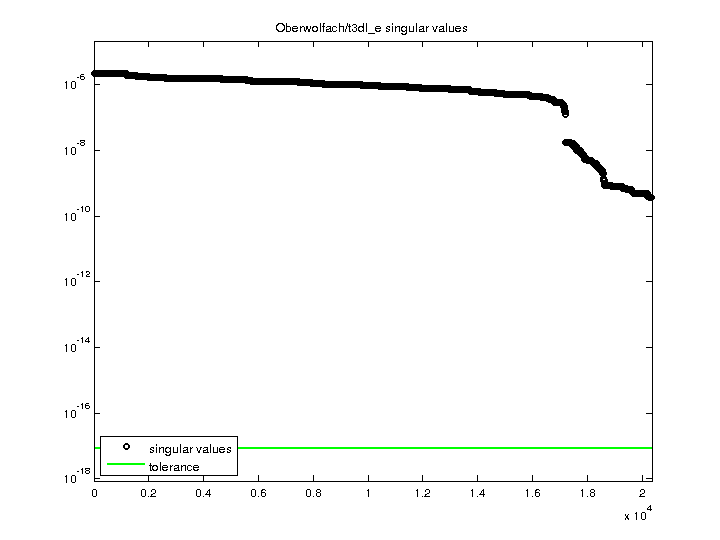 Oberwolfach/t3dl_e singular values
10^-6
10^-8
10^-10
10^-12
10^-14
10^-16
10^-18
singular values
tolerance
0 0.2 0.4 0.6 0.8 1 1.2 1.4 1.6 1.8 2
x 10^4